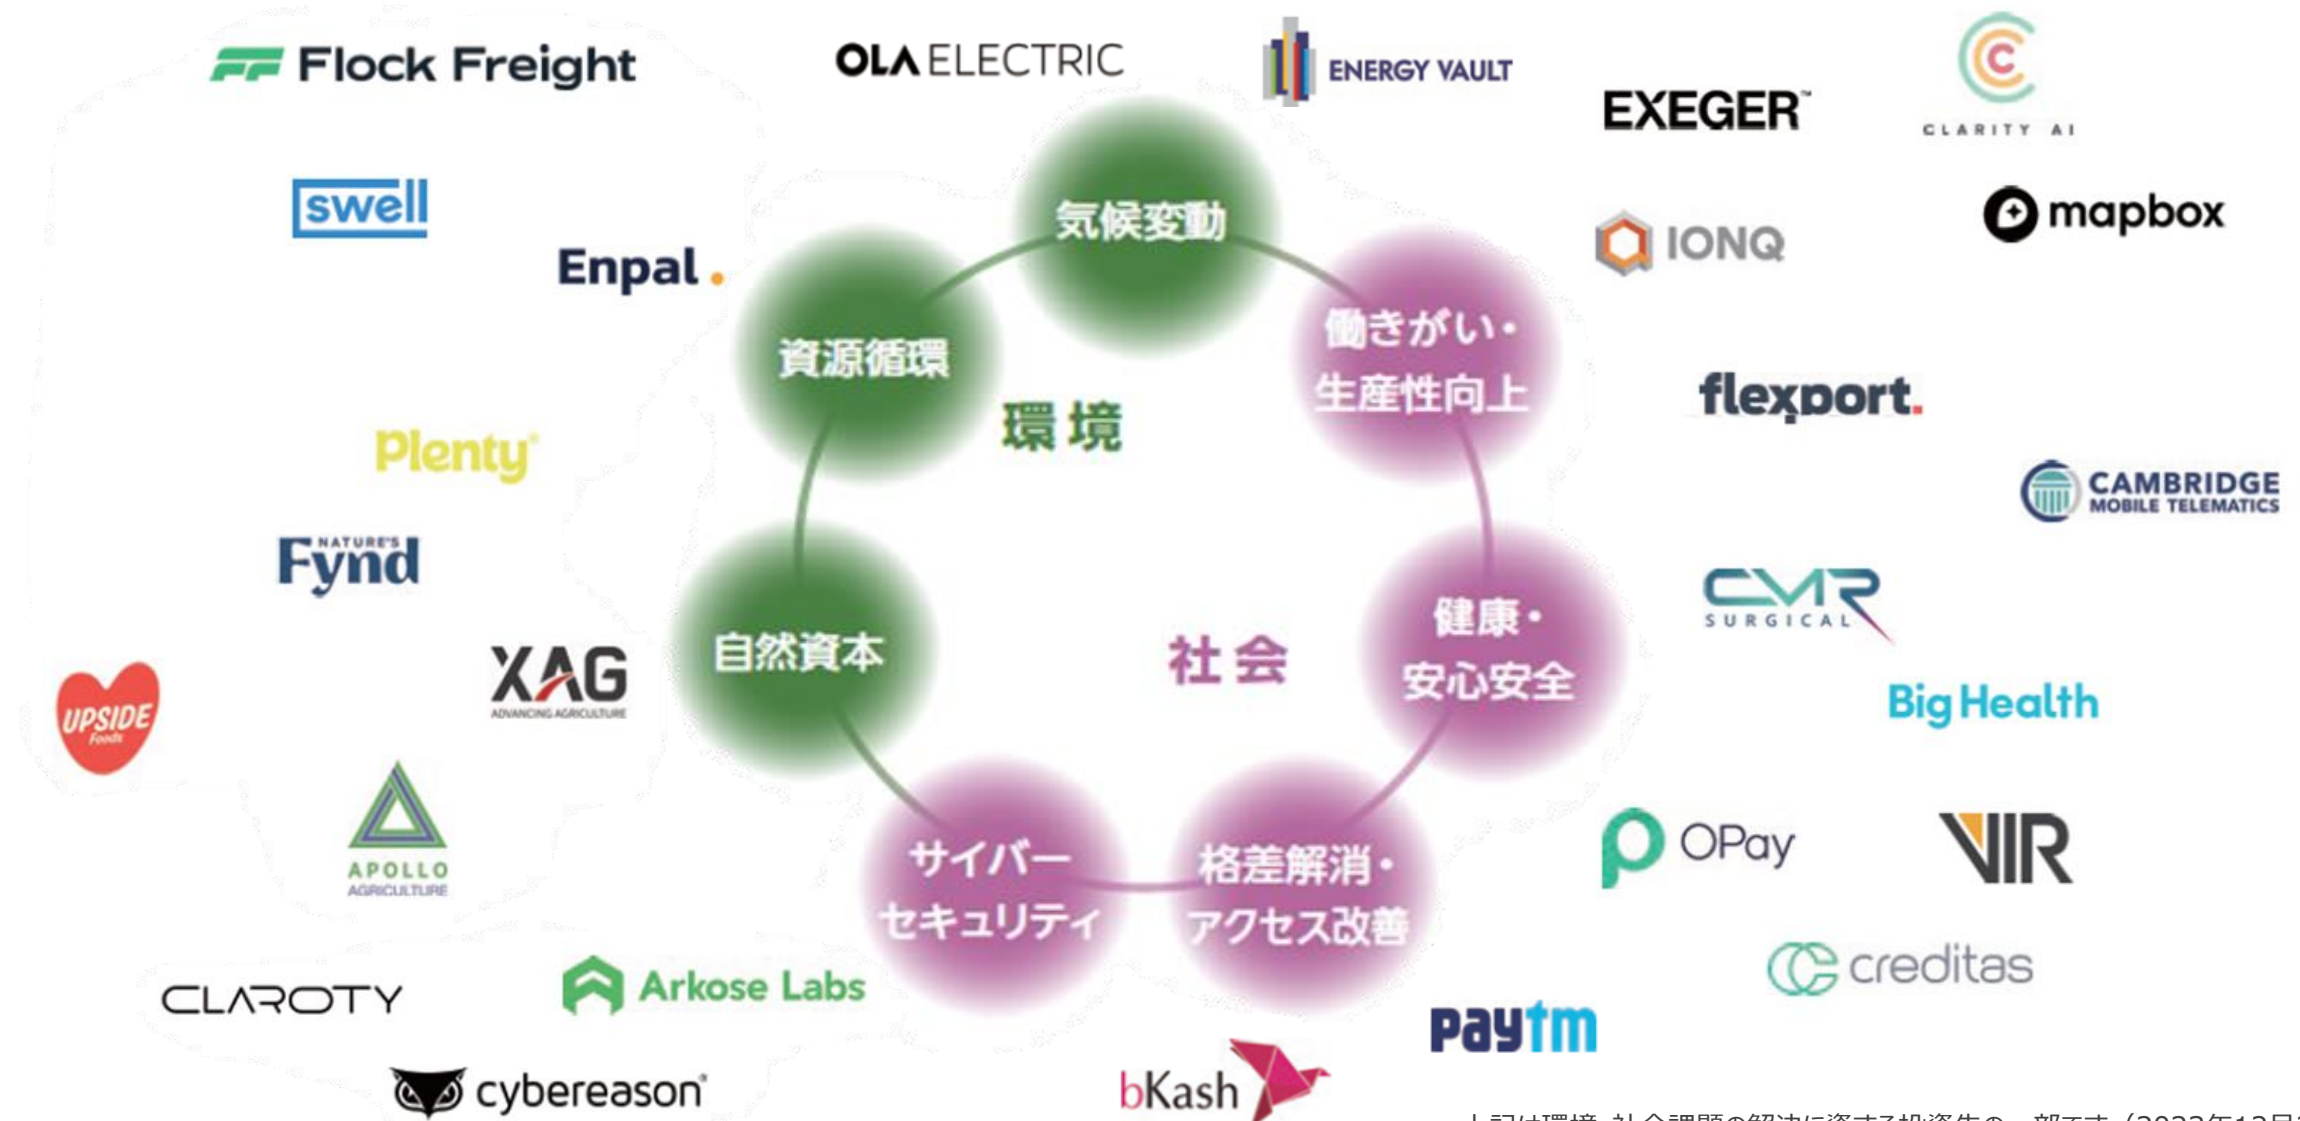 Flock Freight
OLA ELECTRIC
ENERGY VAULT
EXEGER™
CLARITY AI
swell
Enpal.
気候変動
IONQ
mapbox
資源循環
働きがい・
生産性向上
環境
flexport.
Plenty®
CAMBRIDGE
MOBILE TELEMATICS
NATURE'S
Fynd
CMR
SURGICAL
自然資本
社会
健康・
安心安全
XAG
ADVANCING AGRICULTURE
UPSIDE
Foods
Big Health
APOLLO
AGRICULTURE
OPay
VIR
サイバー
セキュリティ
格差解消・
アクセス改善
CLAROTY
Arkose Labs
creditas
paytm
cybereason®
bKash